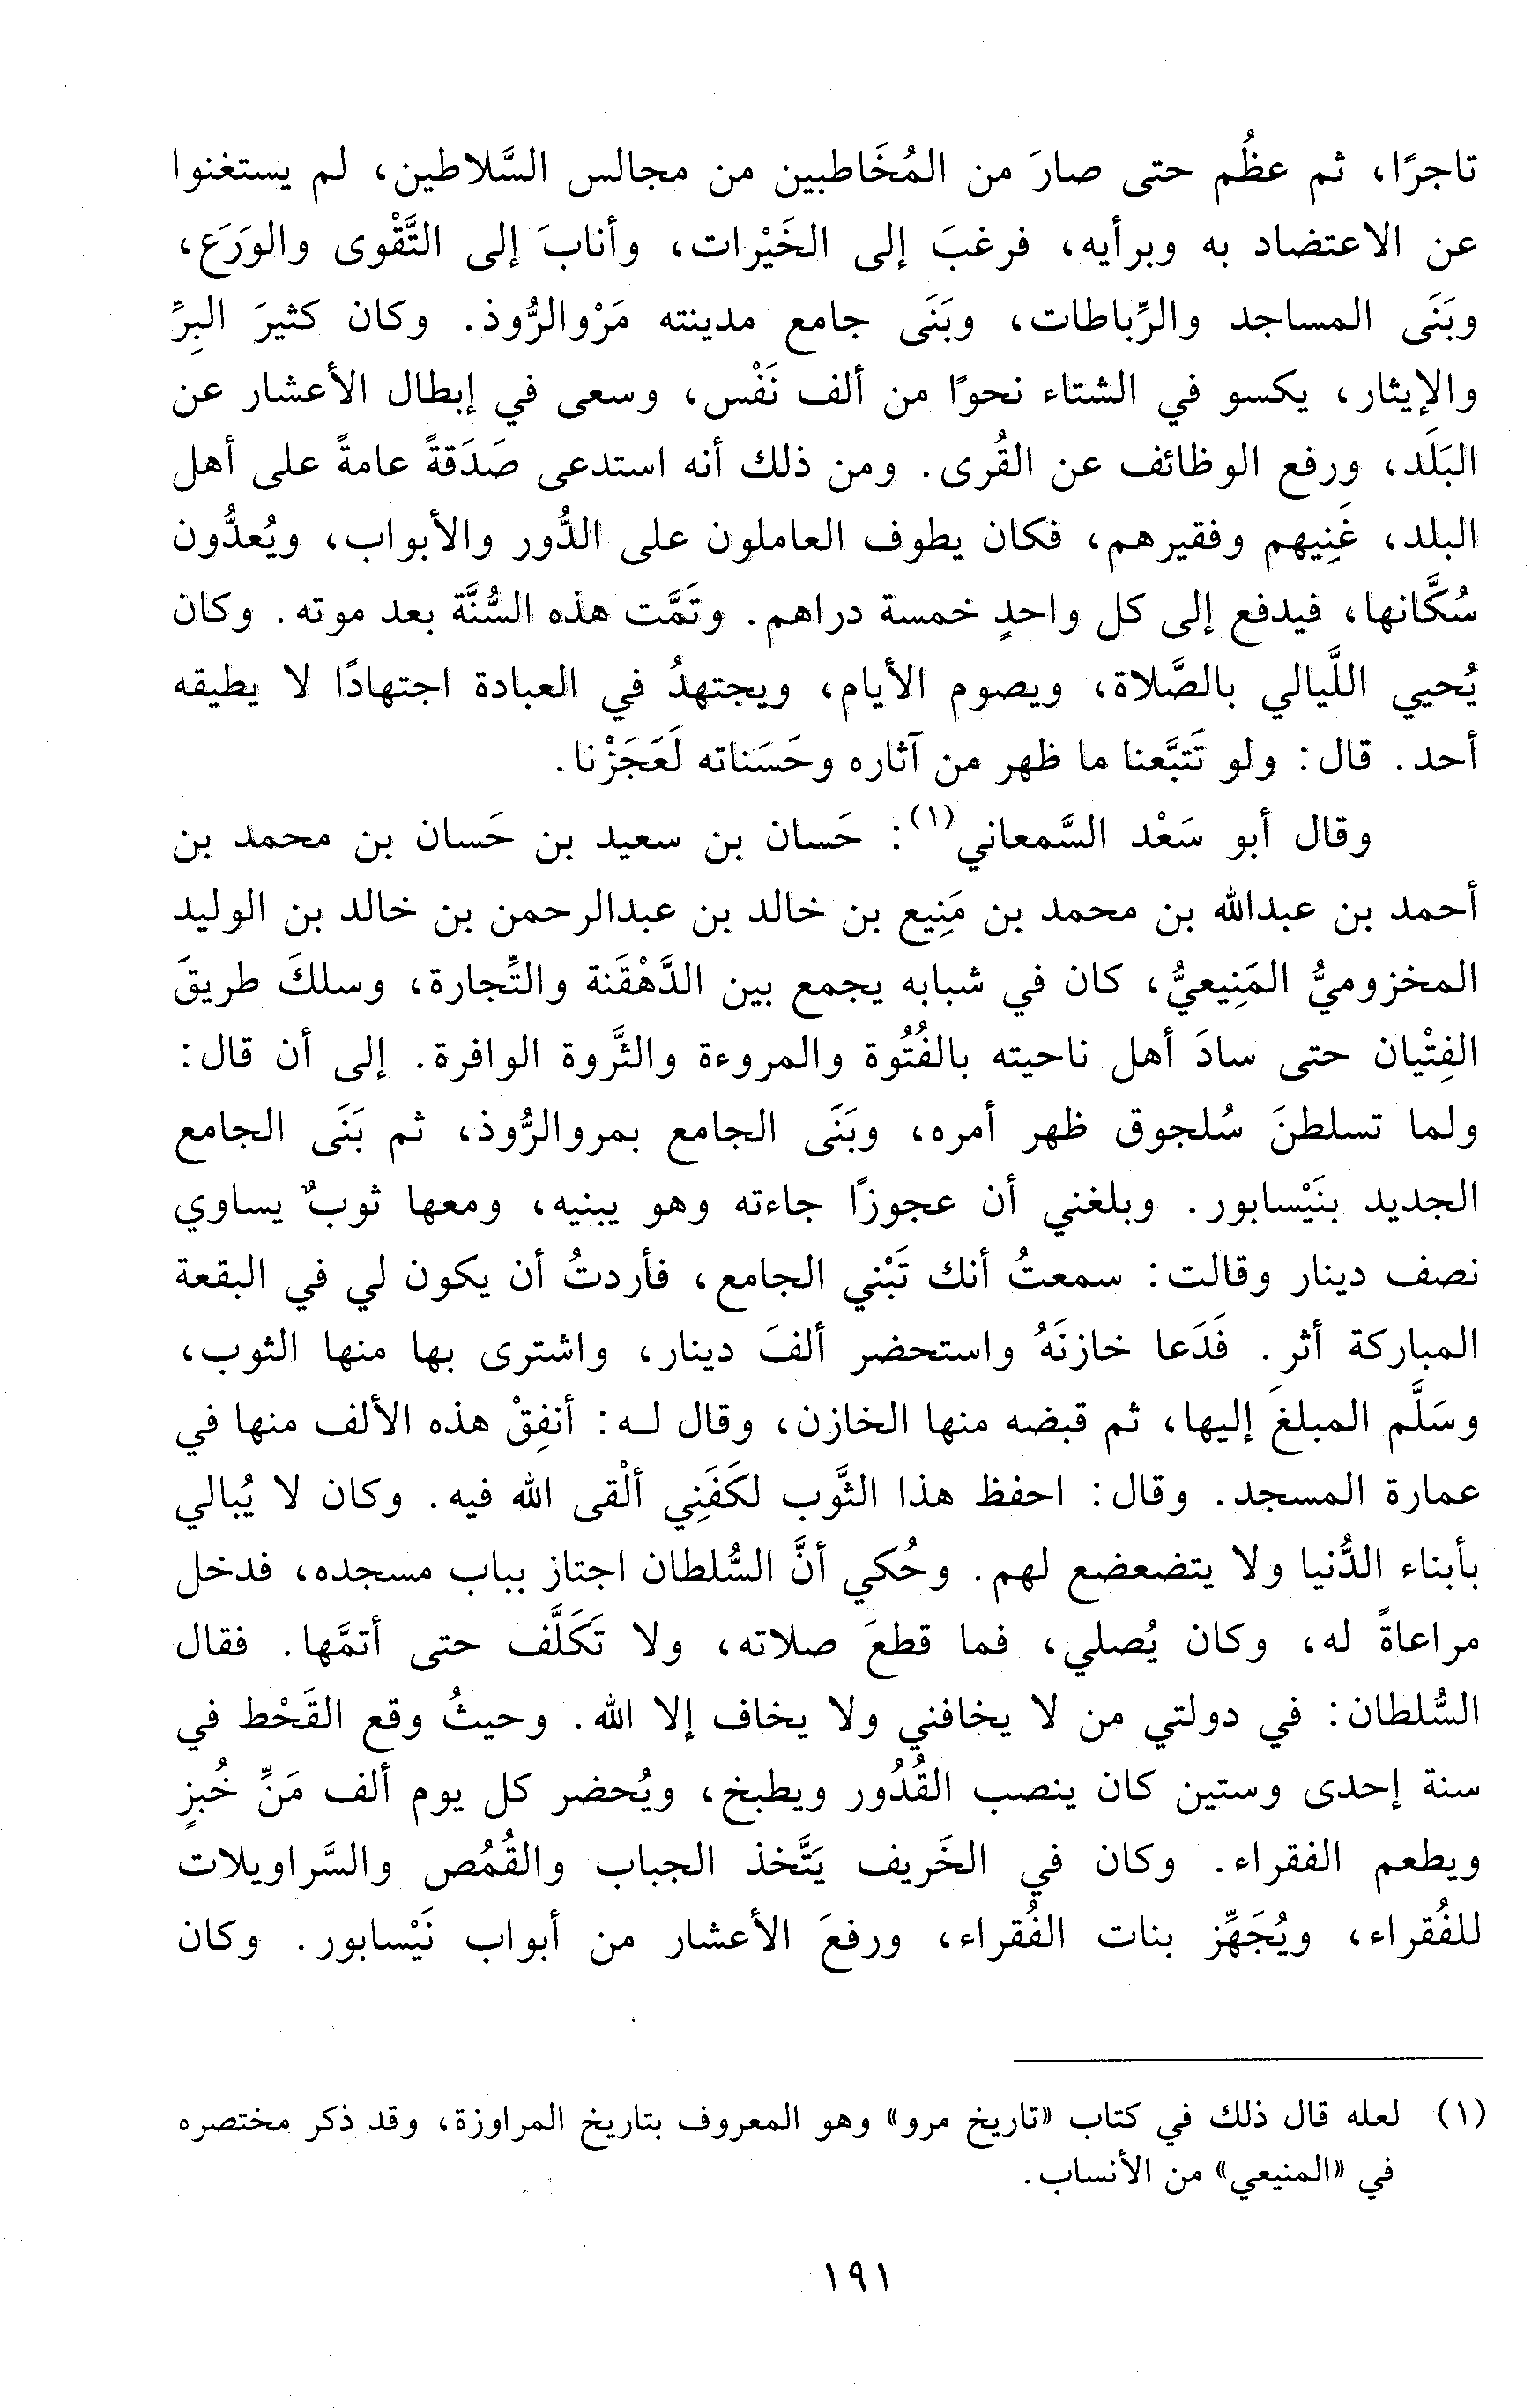 تاجرًا، ثم عظُم حتى صارَ من المُخَاطبين من مجالس السَّلاطين، لم يستغنوا
عن الاعتضاد به وبرأيه، فرغبَ إلى الخَيْرات، وأنابَ إلى التَّقْوى والوَرَع،
وبَنَى المساجد والرِّباطات، وبَنَى جامع مدينته مَرْوالرُّوذ. وكان كثيرَ البِرِّ
والإيثار، يكسو في الشتاء نحوًا من ألف نَفْس، وسعى في إبطال الأعشار عن
البَلَد، ورفع الوظائف عن القُرى. ومن ذلك أنه استدعى صَدَقةً عامةً على أهل
البلد، غَنِيهم وفقيرهم، فكان يطوف العاملون على الدُّور والأبواب، ويُعدُّون
سُكَّانها، فيدفع إلى كل واحدٍ خمسة دراهم. وتَمَّت هذه السُّنَّة بعد موته. وكان
يُحيي اللَّيالي بالصَّلاة، ويصوم الأيام، ويجتهدُ في العبادة اجتهادًا لا يطيقه
أحد. قال: ولو تَتبَّعنا ما ظهر من آثاره وحَسَناته لَعَجَزْنا.
وقال أبو سَعْد السَّمعاني(١): حَسان بن سعيد بن حَسان بن محمد بن
أحمد بن عبدالله بن محمد بن مَنِيع بن خالد بن عبدالرحمن بن خالد بن الوليد
المخزوميُّ المَنِيعيُّ، كان في شبابه يجمع بين الدَّهْقَنة والتِّجارة، وسلكَ طريقَ
الفِتْيان حتى سادَ أهل ناحيته بالفُتُوة والمروءة والثَّروة الوافرة. إلى أن قال:
ولما تسلطنَ سُلجوق ظهر أمره، وبَنَى الجامع بمروالرُّوذ، ثم بَنَى الجامع
الجديد بنَيْسابور. وبلغني أن عجوزًا جاءته وهو يبنيه، ومعها ثوبٌ يساوي
نصف دينار وقالت: سمعتُ أنك تَبْني الجامع، فأردتُ أن يكون لي في البقعة
المباركة أثر. فَدَعا خازنَهُ واستحضر ألفَ دينار، واشترى بها منها الثوب،
وسَلَّم المبلغَ إليها، ثم قبضه منها الخازن، وقال لـه: أنفِقْ هذه الألف منها في
عمارة المسجد. وقال: احفظ هذا الثَّوب لكَفَنِي ألْقى الله فيه. وكان لا يُبالي
بأبناء الدُّنيا ولا يتضعضع لهم. وحُكي أنَّ السُّلطان اجتاز بباب مسجده، فدخل
مراعاةً له، وكان يُصلي، فما قطعَ صلاته، ولا تَكَلَّف حتى أتمَّها. فقال
السُّلطان: في دولتي من لا يخافني ولا يخاف إلا الله. وحيثُ وقع القَحْط في
سنة إحدى وستين كان ينصب القُدُور ويطبخ، ويُحضر كل يوم ألف مَنِّ خُبزٍ
ويطعم الفقراء. وكان في الخَريف يَتَّخذ الجباب والقُمُص والسَّراويلات
للفُقراء، ويُجَهِّز بنات الفُقراء، ورفعَ الأعشار من أبواب نَيْسابور. وكان
(١) لعله قال ذلك في كتاب «تاريخ مرو» وهو المعروف بتاريخ المراوزة، وقد ذكر مختصره
في «المنيعي» من الأنساب.
١٩١